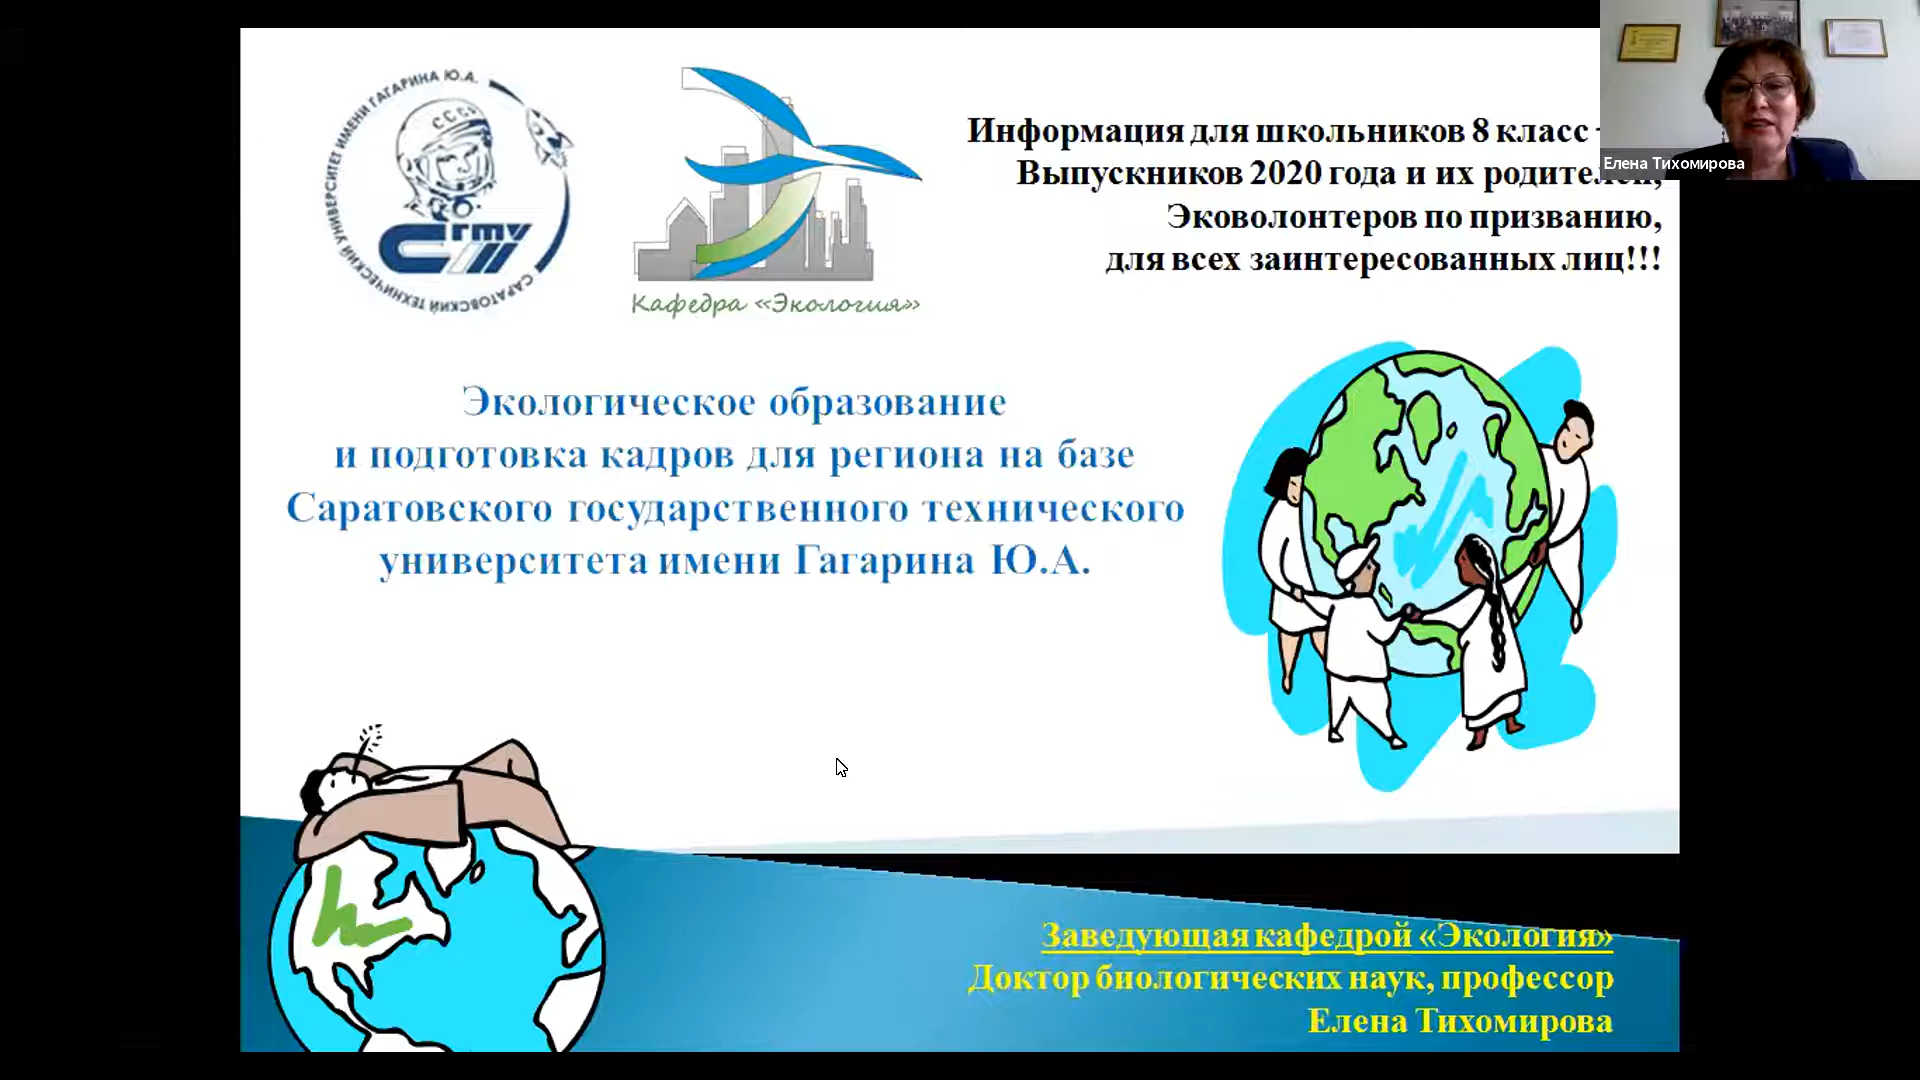 САРАТОВСКИЙ ТЕХНИЧЕСКИЙ УНИВЕРСИТЕТ ИМЕНИ ГАГАРИНА Ю.А.
СССР
СГТУ
Кафедра «Экология»
Информация для школьников 8 класс
Выпускников 2020 года и их родителей,
Эковолонтеров по призванию,
для всех заинтересованных лиц!!!
Елена Тихомирова
Экологическое образование
и подготовка кадров для региона на базе
Саратовского государственного технического
университета имени Гагарина Ю.А.
Заведующая кафедрой «Экология»
Доктор биологических наук, профессор
Елена Тихомирова